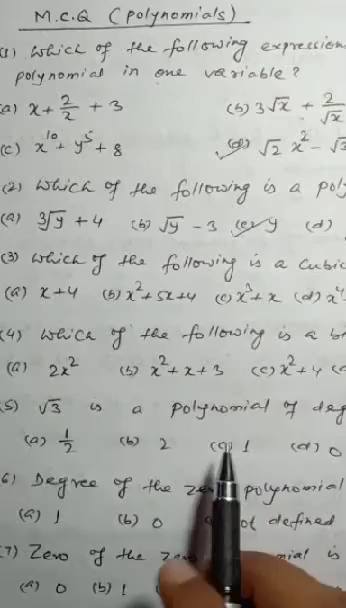 M.C.Q (Polynomials)
(1) Which of the following expression
polynomial in one variable?
(a) x + 2/x + 3 (b) 3√x + 2/√x
(c) x¹⁰ + y⁵ + 8 (d) √2 x² - √3
(2) Which of the following is a poly
(a) ³√y + 4 (b) √y - 3 (c) y (d)
(3) Which of the following is a Cubic
(a) x + 4 (b) x² + 5x + 4 (c) x³ + x (d) x⁴
(4) Which of the following is a bi
(a) 2x² (b) x² + x + 3 (c) x² + 4 (d
(5) √3 is a polynomial of deg
(a) 1/2 (b) 2 (c) 1 (d) 0
6) Degree of the zero polynomial
(a) 1 (b) 0 not defined
(7) Zero of the zero is
(a) 0 (b) 1